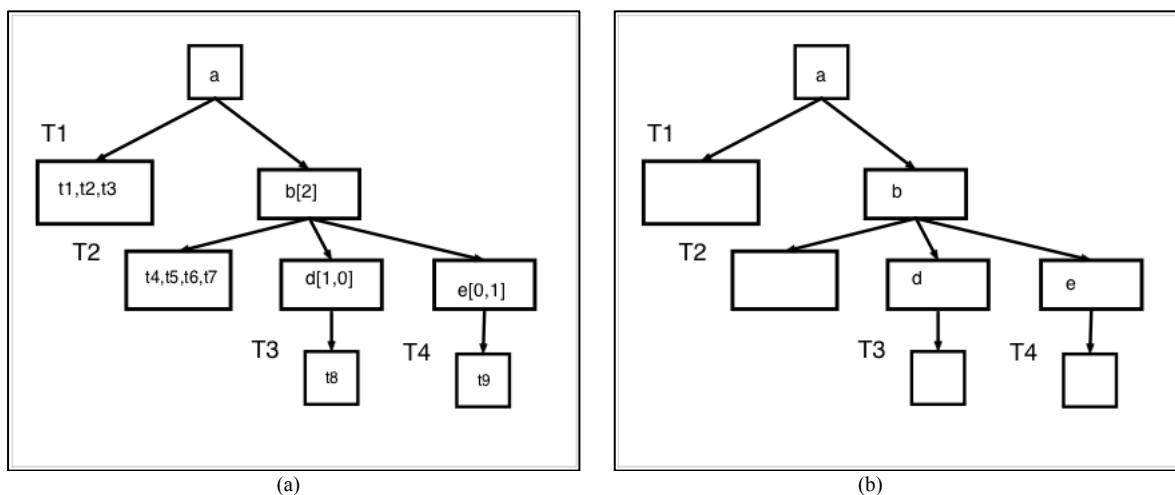 a
T1
t1,t2,t3
b[2]
T2
t4,t5,t6,t7
d[1,0]
e[0,1]
T3
T4
t8
t9
(a)
a
T1
b
T2
d
e
T3
T4
(b)